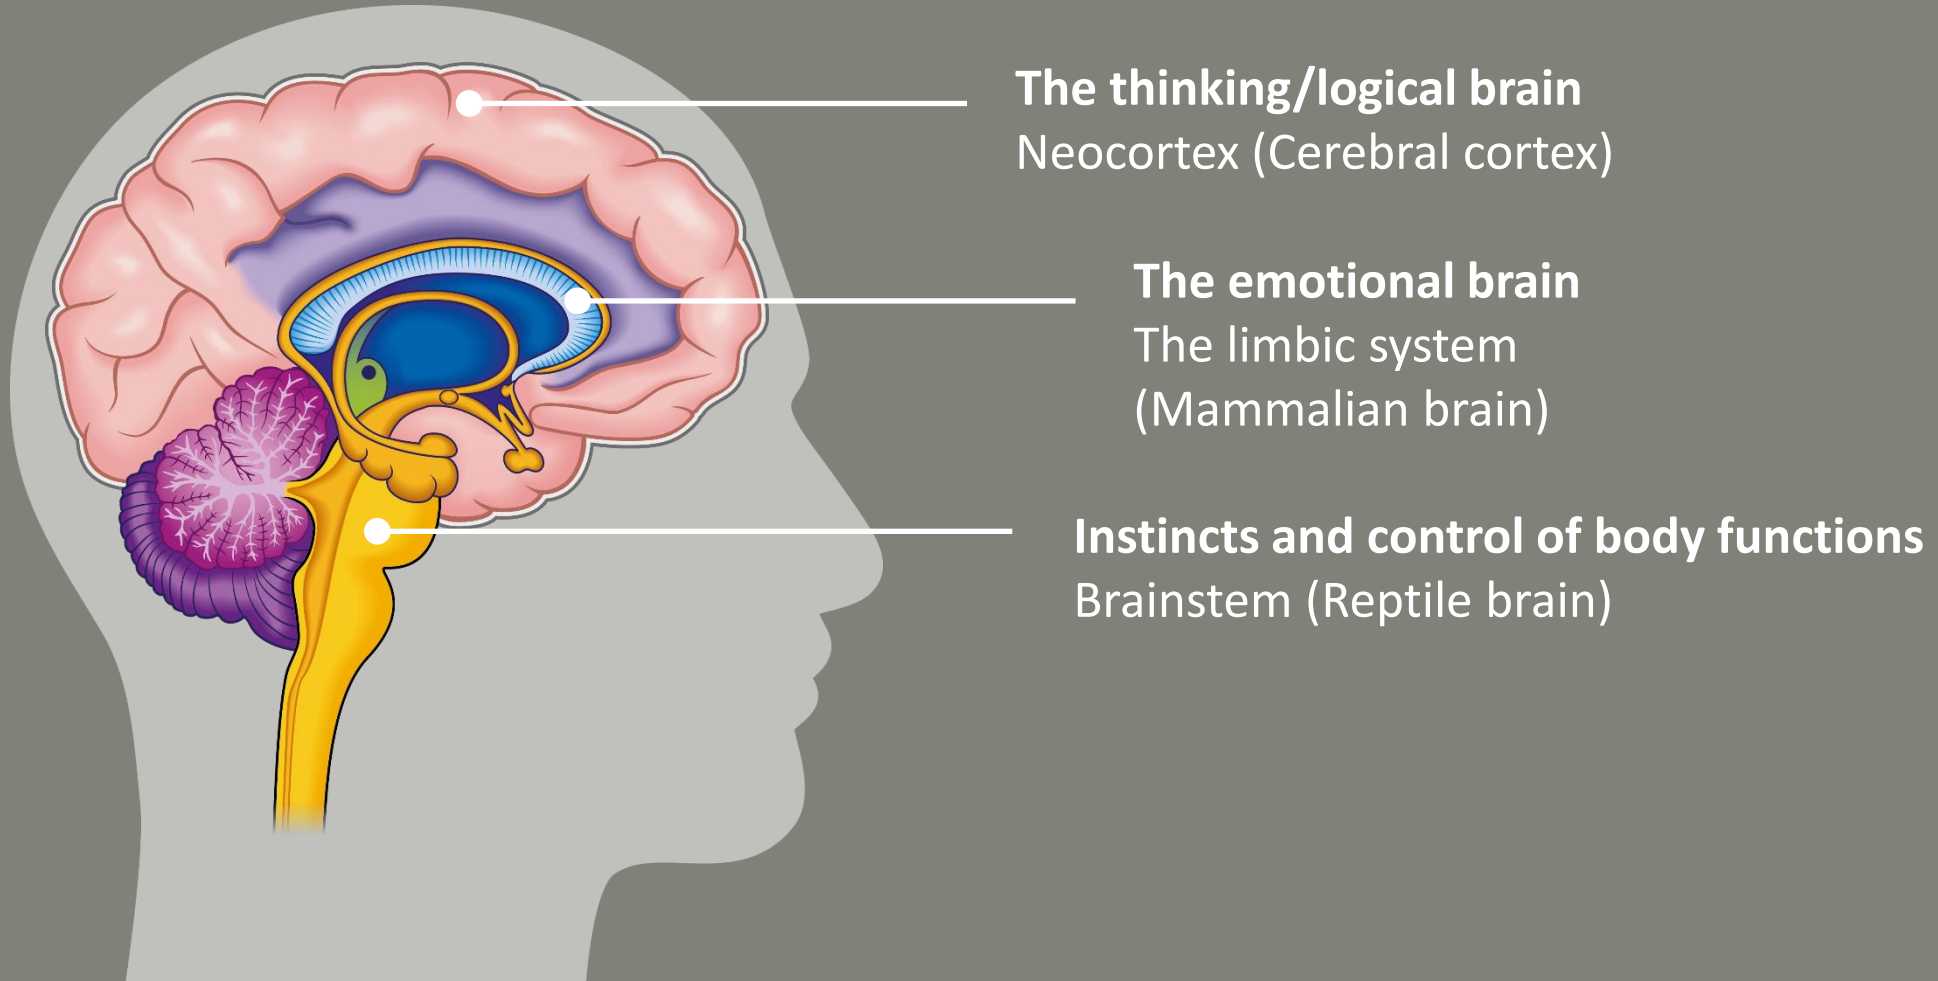 The thinking/logical brain
Neocortex (Cerebral cortex)
The emotional brain
The limbic system
(Mammalian brain)
Instincts and control of body functions
Brainstem (Reptile brain)